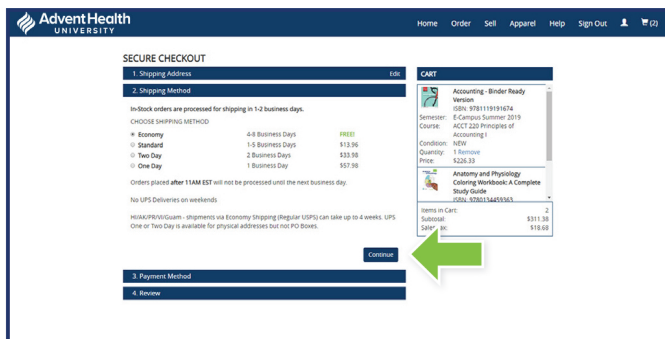 AdventHealth
UNIVERSITY
Home Order Sell Apparel Help Sign Out (2)
SECURE CHECKOUT
1. Shipping Address Edit
2. Shipping Method
In-Stock orders are processed for shipping in 1-2 business days.
CHOOSE SHIPPING METHOD
Economy 4-8 Business Days FREE!
Standard 1-5 Business Days $13.96
Two Day 2 Business Days $33.98
One Day 1 Business Day $57.98
Orders placed after 11AM EST will not be processed until the next business day.
No UPS Deliveries on weekends
HI/AK/PR/VI/Guam - shipments via Economy Shipping (Regular USPS) can take up to 4 weeks. UPS
One or Two Day is available for physical addresses but not PO Boxes.
Continue
3. Payment Method
4. Review
CART
Accounting - Binder Ready
Version
ISBN: 9781119191674
Semester: E-Campus Summer 2019
Course: ACCT 220 Principles of
Accounting I
Condition: NEW
Quantity: 1 Remove
Price: $226.33
Anatomy and Physiology
Coloring Workbook: A Complete
Study Guide
ISBN: 9780134459363
Items in Cart: 2
Subtotal: $311.38
Sales Tax: $18.68